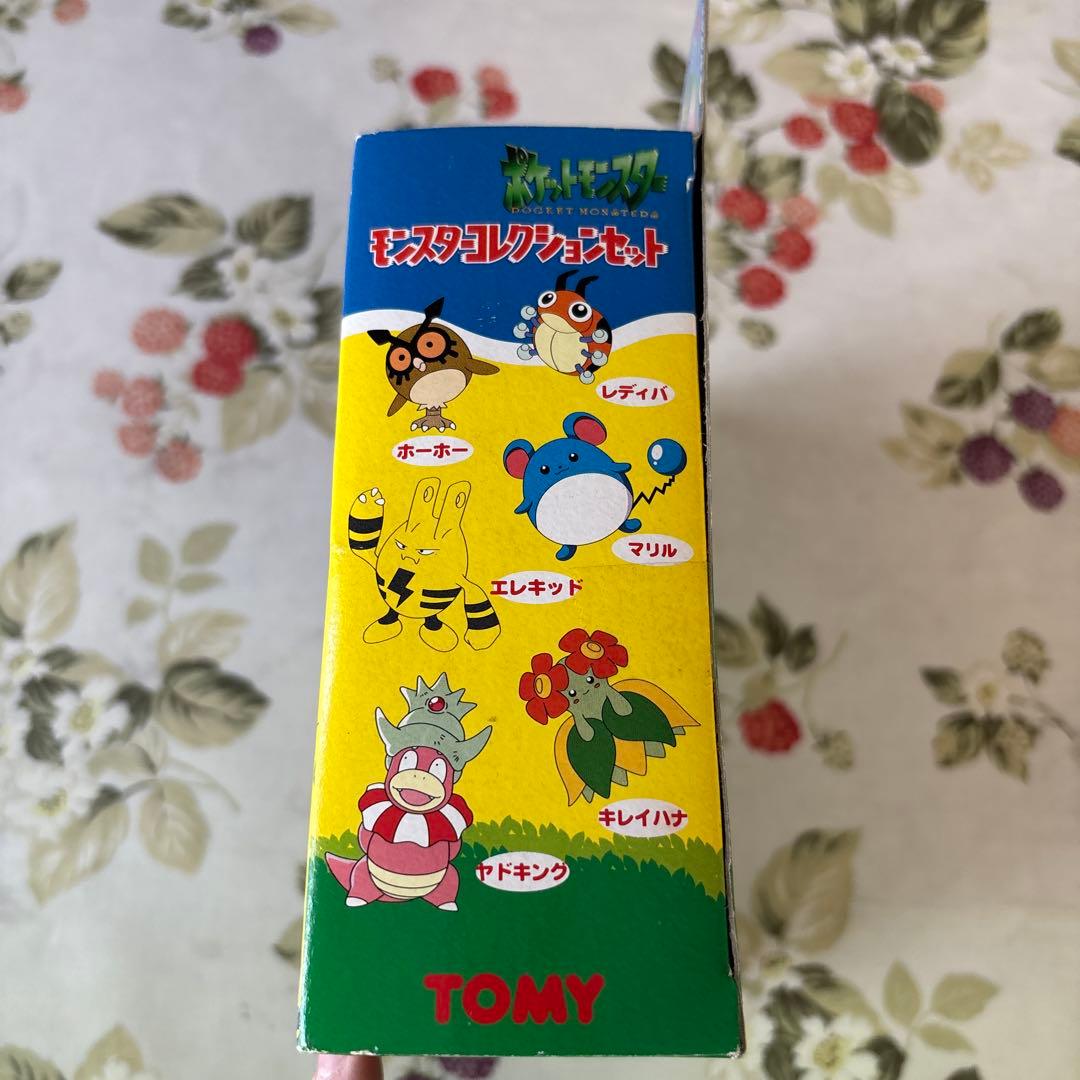 ポケットモンスター
POCKET MONSTERS
モンスターコレクションセット
レディバ
ホーホー
マリル
エレキッド
キレイハナ
ヤドキング
TOMY